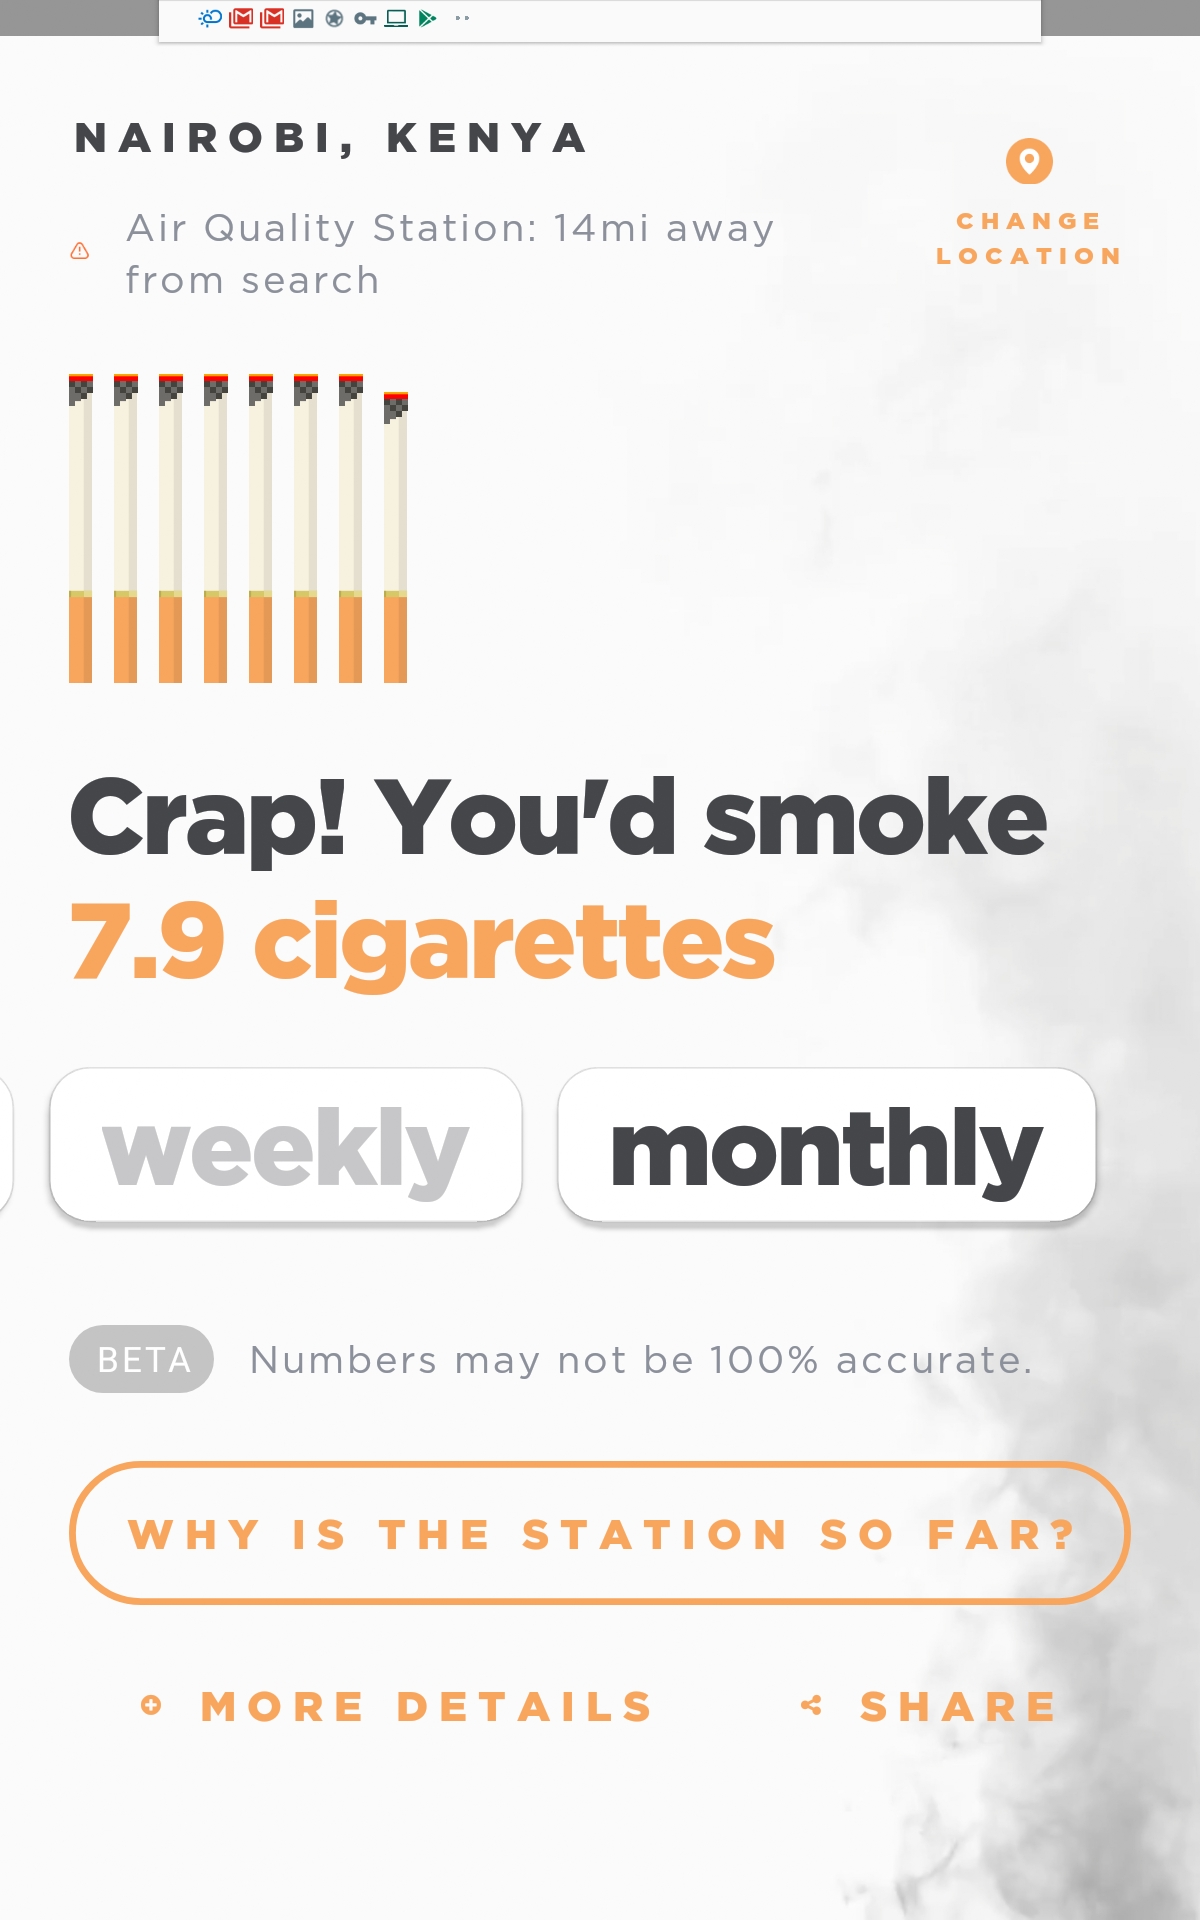 NAIROBI, KENYA
Air Quality Station: 14mi away
from search
CHANGE
LOCATION
Crap! You'd smoke
7.9 cigarettes
weekly
monthly
BETA
Numbers may not be 100% accurate.
WHY IS THE STATION SO FAR?
MORE DETAILS
SHARE